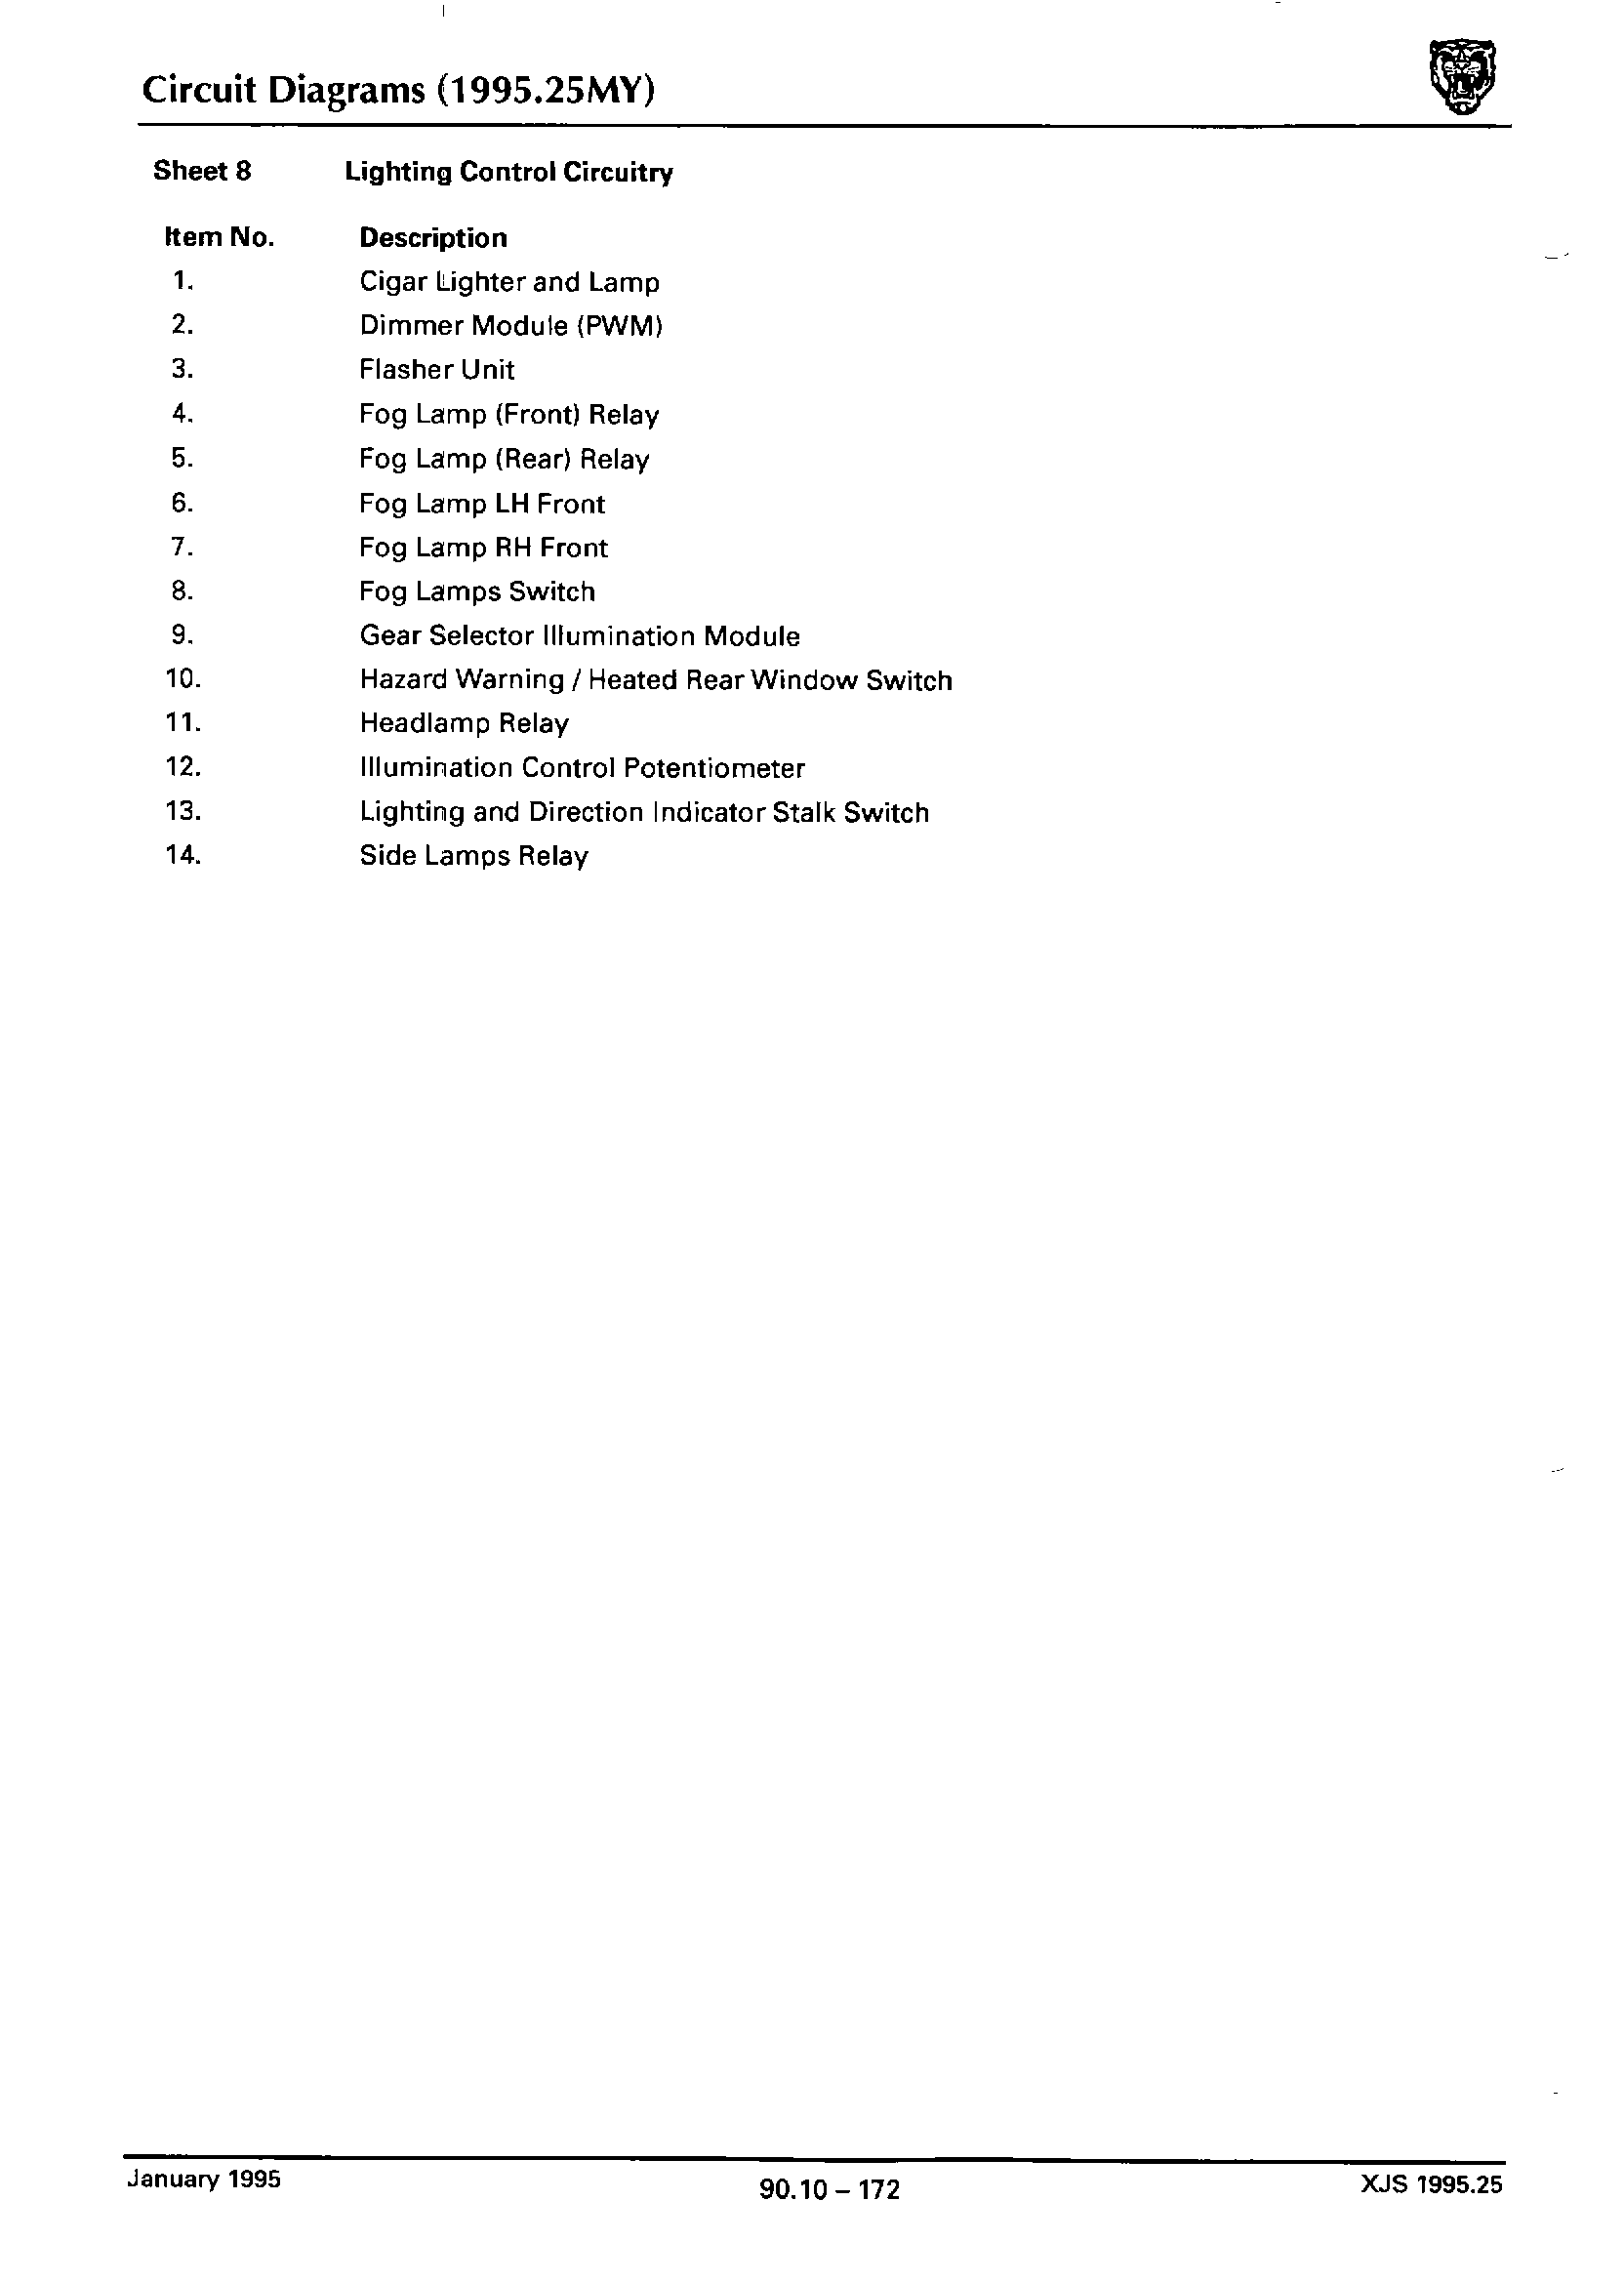 Circuit Diagrams (1995.25MY)
Sheet 8 Lighting Control Circuitry
Item No. Description
1. Cigar Lighter and Lamp
2. Dimmer Module (PWM)
3. Flasher Unit
4. Fog Lamp (Front) Relay
5. Fog Lamp (Rear) Relay
6. Fog Lamp LH Front
7. Fog Lamp RH Front
8. Fog Lamps Switch
9. Gear Selector Illumination Module
10. Hazard Warning / Heated Rear Window Switch
11. Headlamp Relay
12. Illumination Control Potentiometer
13. Lighting and Direction Indicator Stalk Switch
14. Side Lamps Relay
January 1995 90.10 – 172 XJS 1995.25